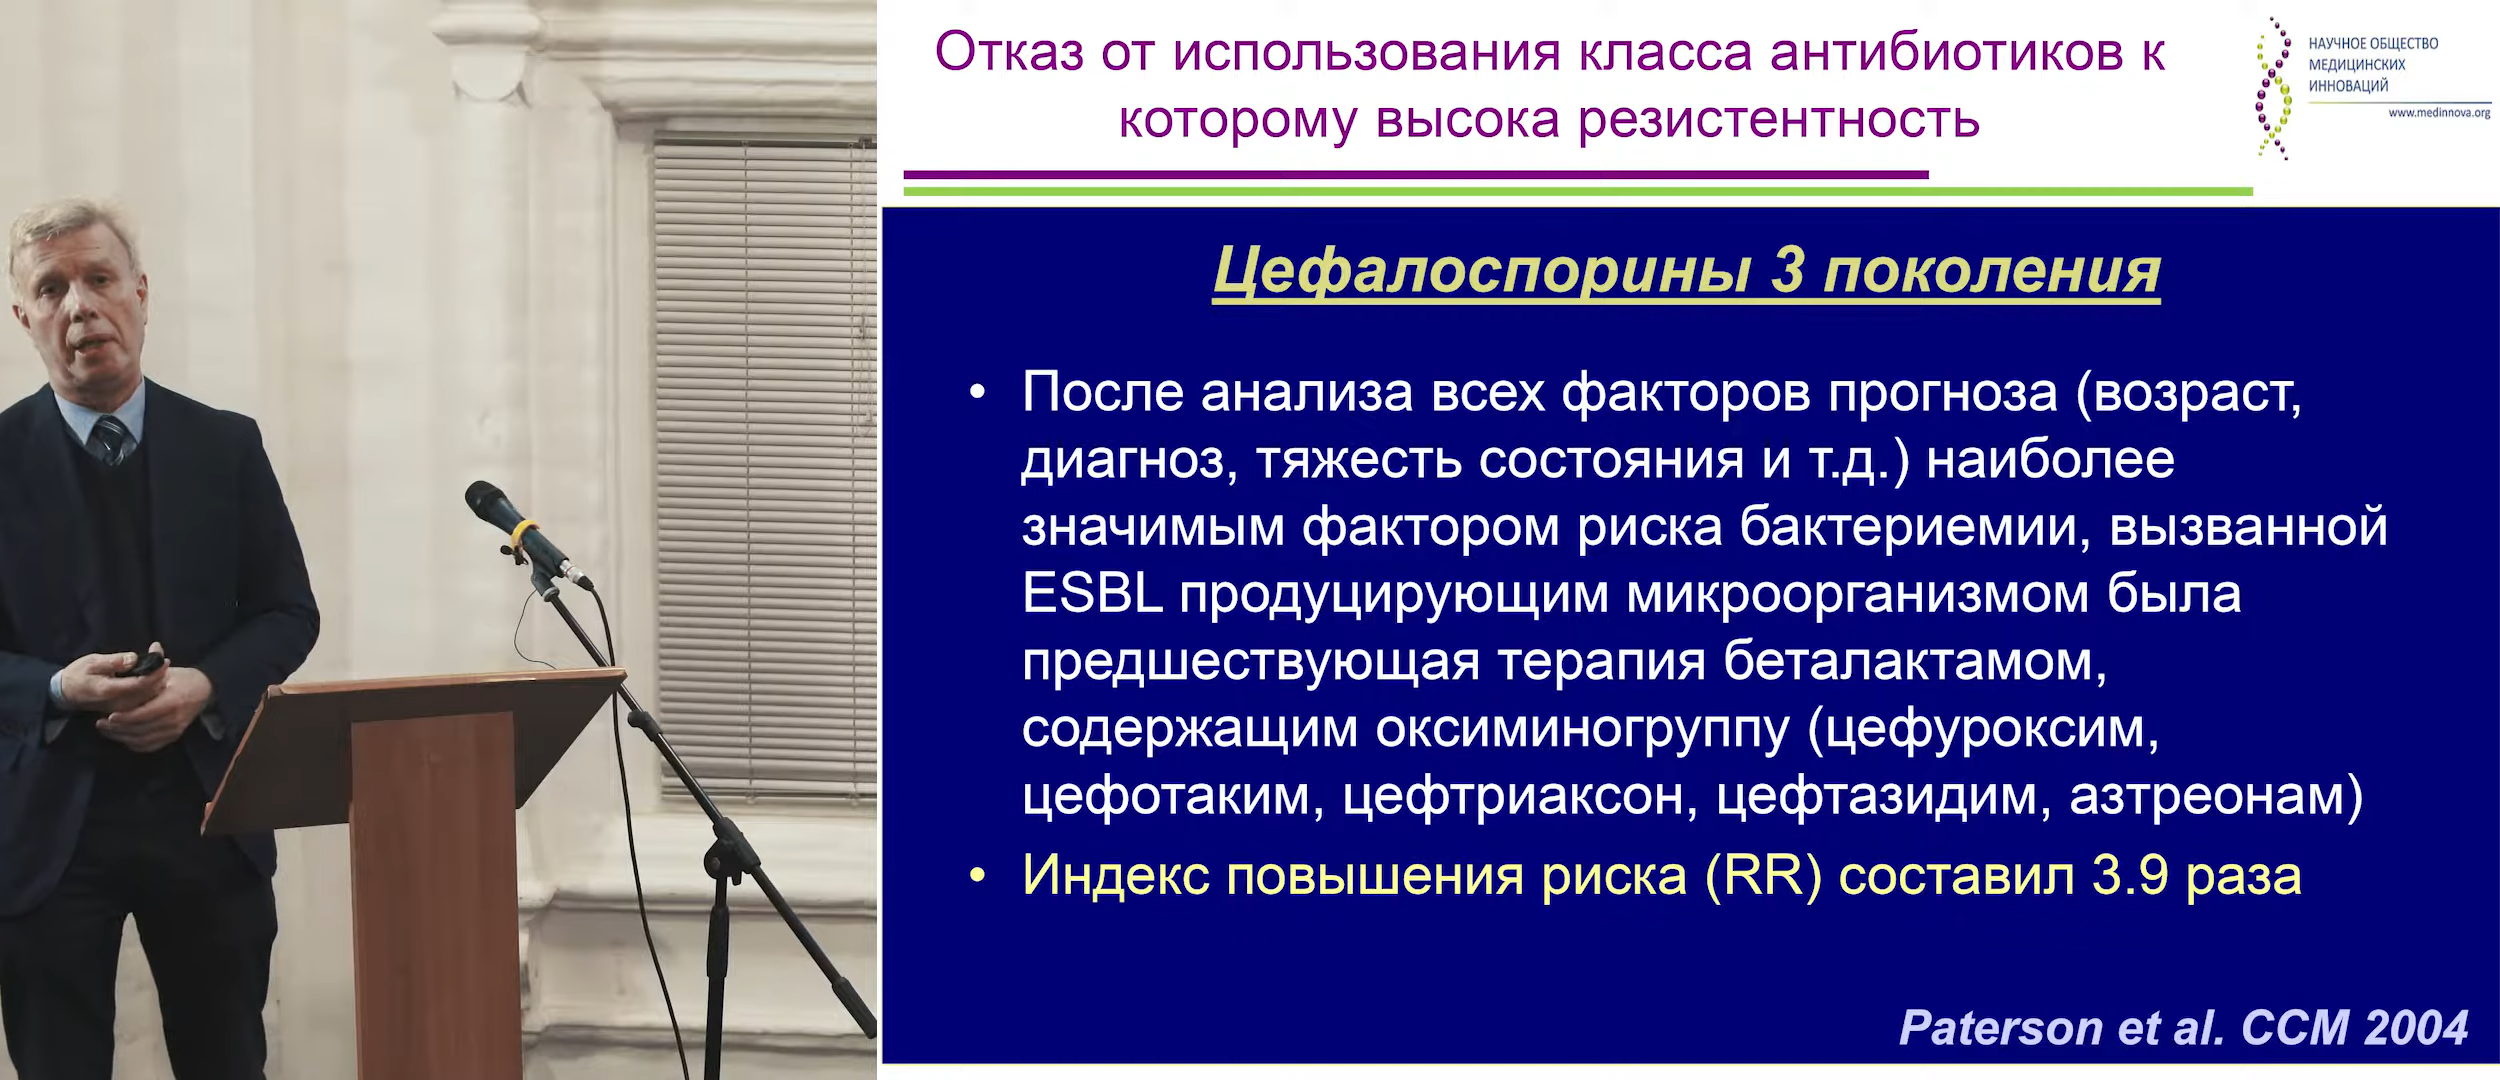 Отказ от использования класса антибиотиков к
которому высока резистентность
НАУЧНОЕ ОБЩЕСТВО
МЕДИЦИНСКИХ
ИННОВАЦИЙ
www.medinnova.org
Цефалоспорины 3 поколения
• После анализа всех факторов прогноза (возраст,
диагноз, тяжесть состояния и т.д.) наиболее
значимым фактором риска бактериемии, вызванной
ESBL продуцирующим микроорганизмом была
предшествующая терапия беталактамом,
содержащим оксиминогруппу (цефуроксим,
цефотаким, цефтриаксон, цефтазидим, азтреонам)
• Индекс повышения риска (RR) составил 3.9 раза
Paterson et al. CCM 2004